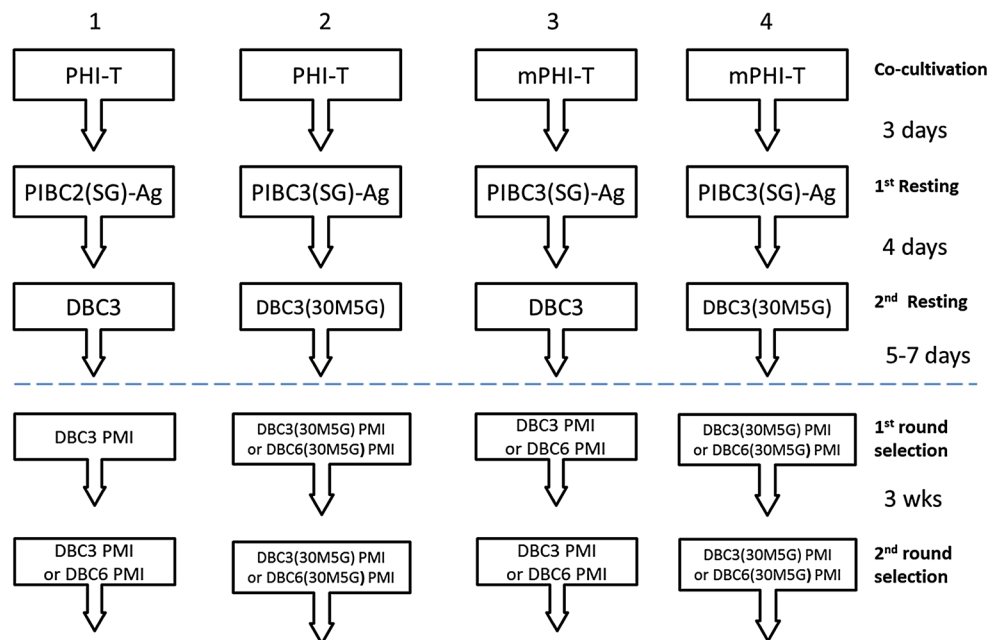 1 2 3 4
PHI-T PHI-T mPHI-T mPHI-T Co-cultivation
3 days
PIBC2(SG)-Ag PIBC3(SG)-Ag PIBC3(SG)-Ag PIBC3(SG)-Ag 1st Resting
4 days
DBC3 DBC3(30M5G) DBC3 DBC3(30M5G) 2nd Resting
5-7 days
DBC3 PMI
DBC3(30M5G) PMI
or DBC6(30M5G) PMI
DBC3 PMI
or DBC6 PMI
DBC3(30M5G) PMI
or DBC6(30M5G) PMI
1st round
selection
3 wks
DBC3 PMI
or DBC6 PMI
DBC3(30M5G) PMI
or DBC6(30M5G) PMI
DBC3 PMI
or DBC6 PMI
DBC3(30M5G) PMI
or DBC6(30M5G) PMI
2nd round
selection